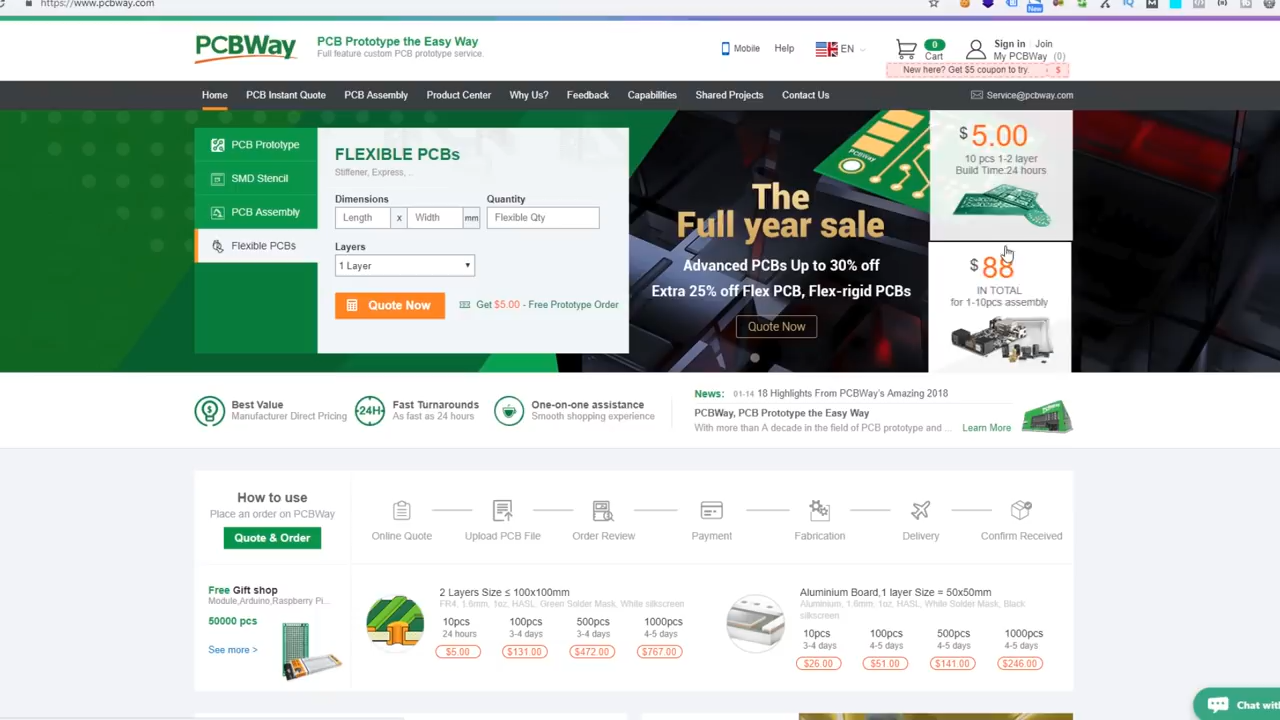 https://www.pcbway.com
New
PCBWay
PCB Prototype the Easy Way
Full feature custom PCB prototype service.
Mobile
Help
EN
0
Cart
Sign in Join
My PCBWay (0)
New here? Get $5 coupon to try.
$
Home
PCB Instant Quote
PCB Assembly
Product Center
Why Us?
Feedback
Capabilities
Shared Projects
Contact Us
Service@pcbway.com
PCB Prototype
SMD Stencil
PCB Assembly
Flexible PCBs
FLEXIBLE PCBs
Stiffener, Express, ..
Dimensions
Length x Width mm
Quantity
Flexible Qty
Layers
1 Layer
Quote Now
Get $5.00 - Free Prototype Order
PCBWay
The
Full year sale
Advanced PCBs Up to 30% off
Extra 25% off Flex PCB, Flex-rigid PCBs
Quote Now
$5.00
10 pcs 1-2 layer
Build Time:24 hours
$88
IN TOTAL
for 1-10pcs assembly
Best Value
Manufacturer Direct Pricing
24H
Fast Turnarounds
As fast as 24 hours
One-on-one assistance
Smooth shopping experience
News: 01-14 18 Highlights From PCBWay's Amazing 2018
PCBWay, PCB Prototype the Easy Way
With more than A decade in the field of PCB prototype and ... Learn More
How to use
Place an order on PCBWay
Quote & Order
Online Quote
Upload PCB File
Order Review
Payment
Fabrication
Delivery
Confirm Received
Free Gift shop
Module,Arduino,Raspberry Pi...
50000 pcs
See more >
2 Layers Size ≤ 100x100mm
FR4, 1.6mm, 1oz, HASL, Green Solder Mask, White silkscreen
10pcs 100pcs 500pcs 1000pcs
24 hours 3-4 days 3-4 days 4-5 days
$5.00 $131.00 $472.00 $767.00
Aluminium Board,1 layer Size = 50x50mm
Aluminium, 1.6mm, 1oz, HASL, White Solder Mask, Black
silkscreen
10pcs 100pcs 500pcs 1000pcs
3-4 days 4-5 days 4-5 days 4-5 days
$26.00 $51.00 $141.00 $246.00